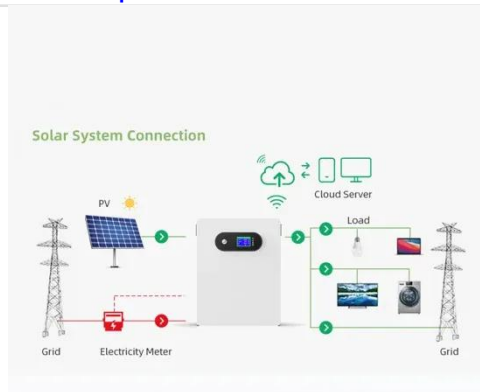 Solar System Connection
Cloud Server
PV
Load
Grid
Electricity Meter
Grid